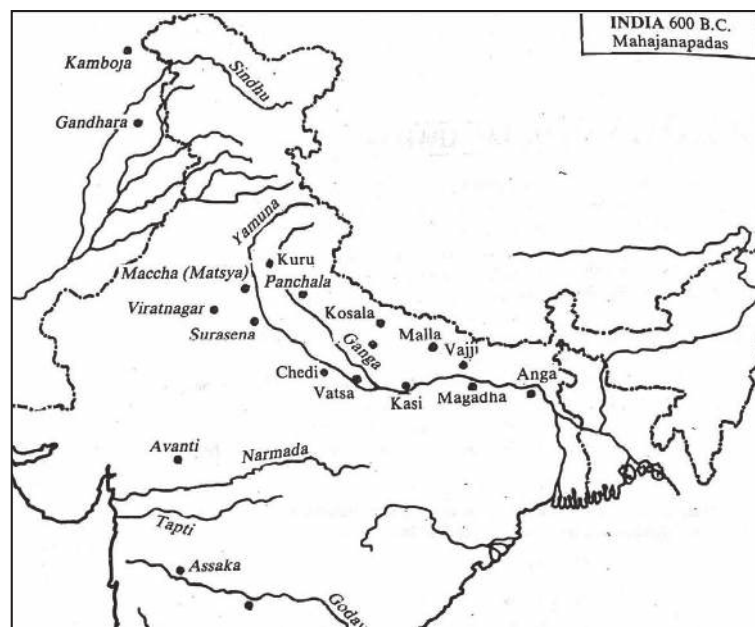 INDIA 600 B.C.
Mahajanapadas
Kamboja
Sindhu
Gandhara
Yamuna
Kuru
Maccha (Matsya)
Panchala
Viratnagar
Kosala
Surasena
Ganga
Malla
Vajji
Chedi
Anga
Vatsa
Kasi
Magadha
Avanti
Narmada
Tapti
Assaka
Godav